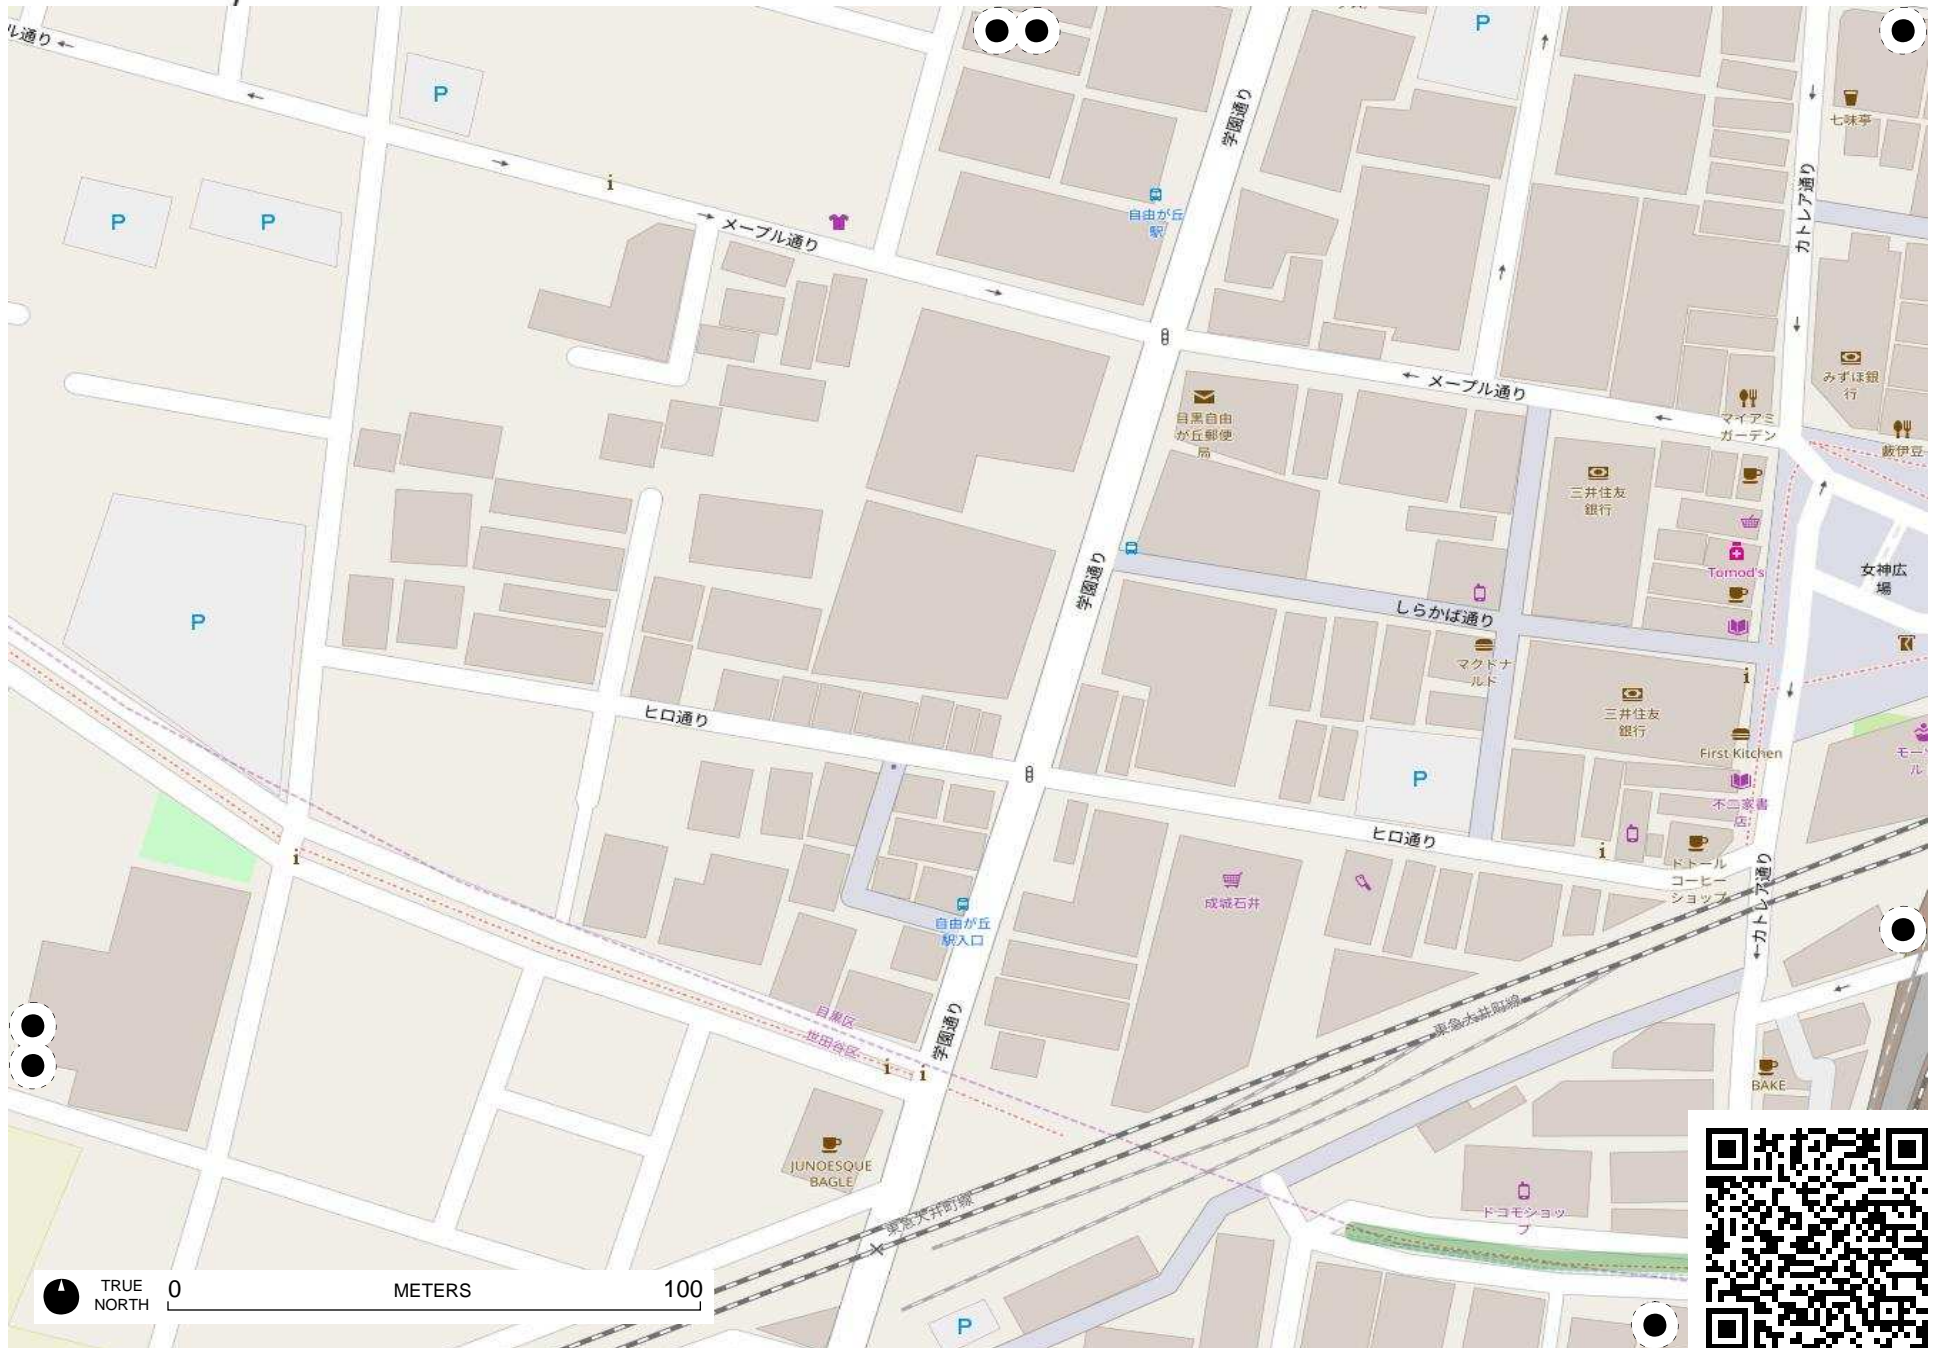 ル通り
P
P
学園通り
七味亭
P
P
自由が丘
駅
カトレア通り
メープル通り
みずほ銀
行
メープル通り
目黒自由
が丘郵便
局
マイアミ
ガーデン
藪伊豆
三井住友
銀行
Tomod's
女神広
場
学園通り
しらかば通り
P
マクドナ
ルド
三井住友
銀行
ヒロ通り
First Kitchen
モー
ル
P
不二家書
店
ヒロ通り
ドトール
コーヒー
ショップ
カトレア通り
成城石井
自由が丘
駅入口
目黒区
世田谷区
学園通り
東急大井町線
BAKE
JUNOESQUE
BAGLE
東急大井町線
ドコモショッ
プ
TRUE
NORTH
0
METERS
100
P